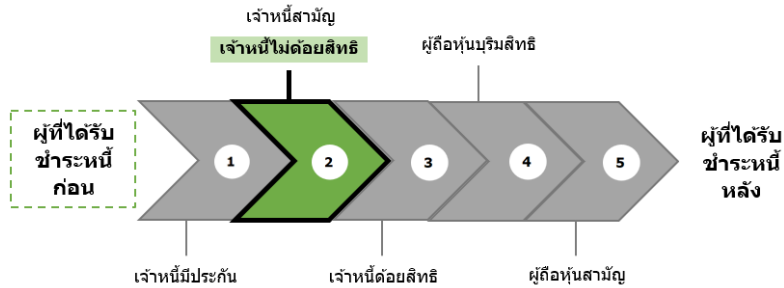 เจ้าหนี้สามัญ
เจ้าหนี้ไม่ด้อยสิทธิ
ผู้ถือหุ้นบุริมสิทธิ
ผู้ที่ได้รับ
ชำระหนี้
ก่อน
1
2
3
4
5
ผู้ที่ได้รับ
ชำระหนี้
หลัง
เจ้าหนี้มีประกัน
เจ้าหนี้ด้อยสิทธิ
ผู้ถือหุ้นสามัญ